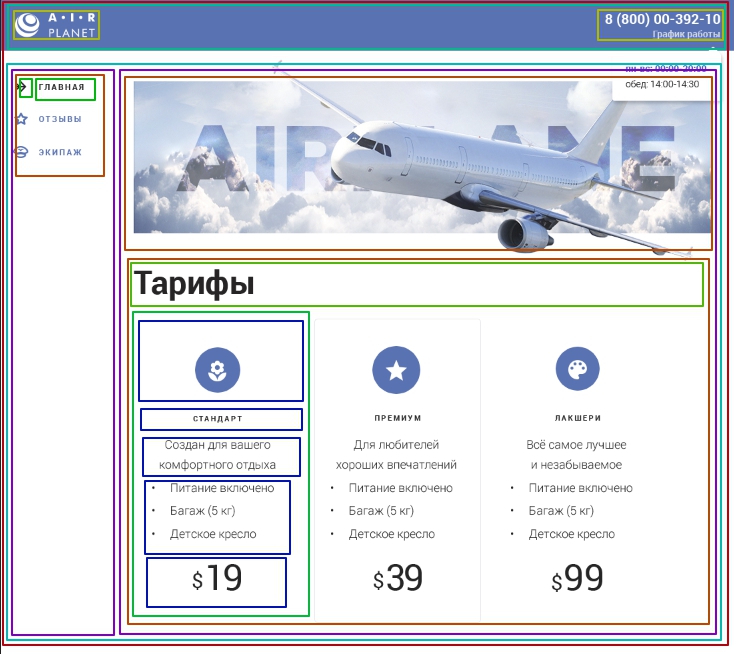 A·I·R
PLANET
8 (800) 00-392-10
График работы
пн-вс: 00:00-20:00
обед: 14:00-14:30
ГЛАВНАЯ
ОТЗЫВЫ
ЭКИПАЖ
AIRPLANE
Тарифы
СТАНДАРТ
Создан для вашего
комфортного отдыха
• Питание включено
• Багаж (5 кг)
• Детское кресло
$19
ПРЕМИУМ
Для любителей
хороших впечатлений
• Питание включено
• Багаж (5 кг)
• Детское кресло
$39
ЛАКШЕРИ
Всё самое лучшее
и незабываемое
• Питание включено
• Багаж (5 кг)
• Детское кресло
$99